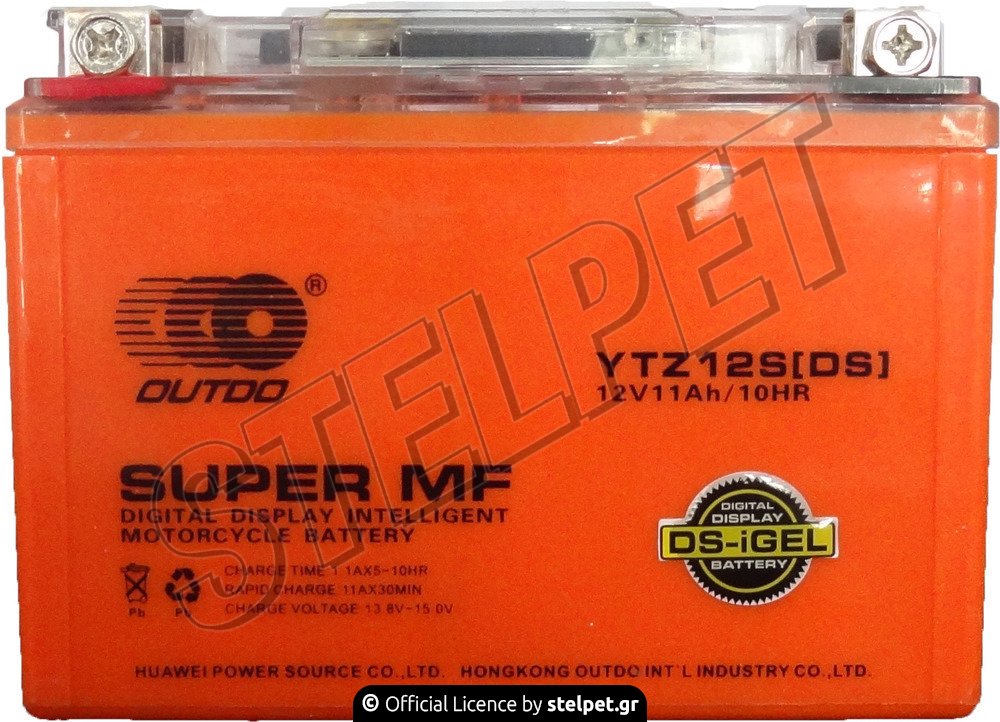 ®
OUTDO
YTZ12S[DS]
12V11Ah/10HR
SUPER MF
DIGITAL DISPLAY INTELLIGENT
MOTORCYCLE BATTERY
CHARGE TIME 1.1AX5-10HR
RAPID CHARGE 11AX30MIN
CHARGE VOLTAGE 13.8V-15.0V
Pb Pb
DIGITAL
DISPLAY
DS-iGEL
BATTERY
HUAWEI POWER SOURCE CO.,LTD. HONGKONG OUTDO INT`L INDUSTRY CO.,LTD.
STELPET
© Official Licence by stelpet.gr